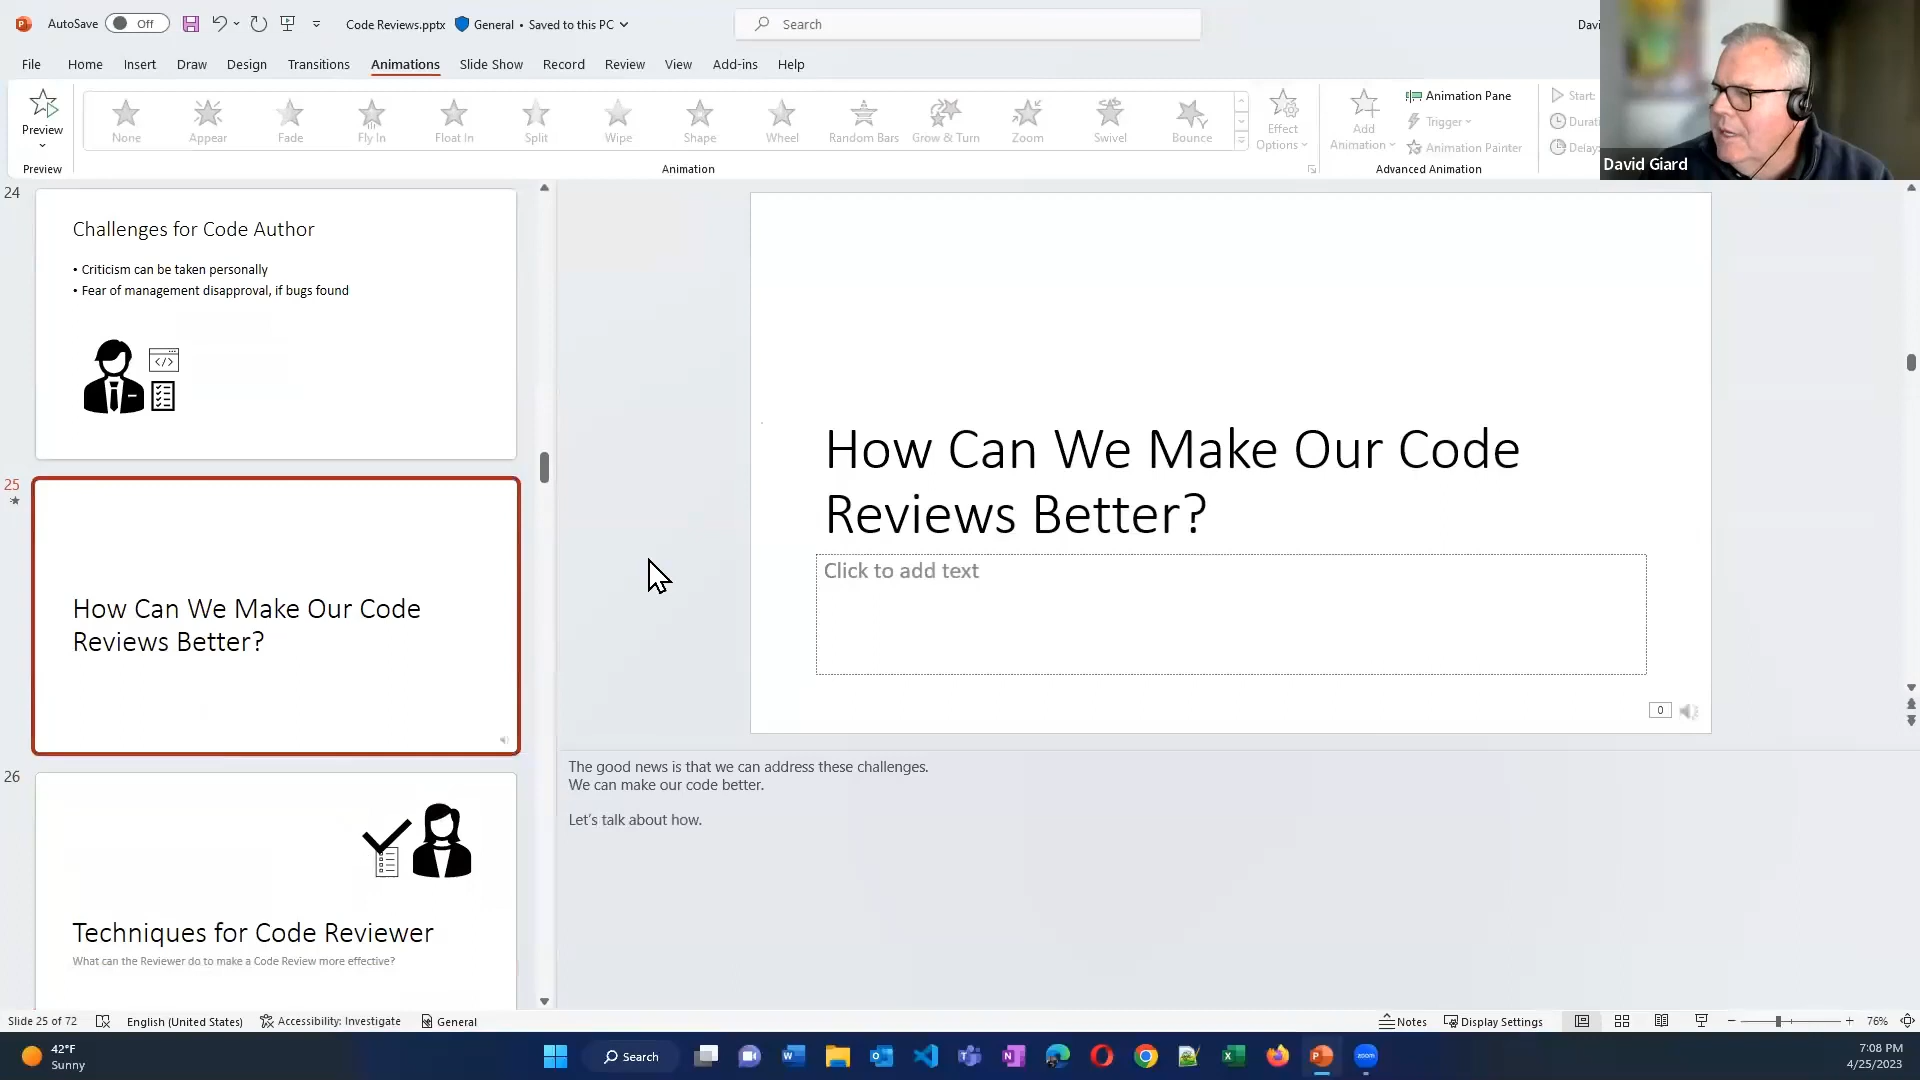 AutoSave Off Code Reviews.pptx General • Saved to this PC Search Davi
File Home Insert Draw Design Transitions Animations Slide Show Record Review View Add-ins Help
Preview
None Appear Fade Fly In Float In Split Wipe Shape Wheel Random Bars Grow & Turn Zoom Swivel Bounce
Effect
Options
Add
Animation
Animation Pane
Trigger
Animation Painter
Start:
Delay
Preview Animation Advanced Animation
David Giard
24
Challenges for Code Author
• Criticism can be taken personally
• Fear of management disapproval, if bugs found
</>
25
How Can We Make Our Code
Reviews Better?
26
Techniques for Code Reviewer
What can the Reviewer do to make a Code Review more effective?
How Can We Make Our Code
Reviews Better?
Click to add text
0
The good news is that we can address these challenges.
We can make our code better.
Let's talk about how.
Slide 25 of 72 English (United States) Accessibility: Investigate General Notes Display Settings 76%
42°F
Sunny
Search
zoom
7:08 PM
4/25/2023